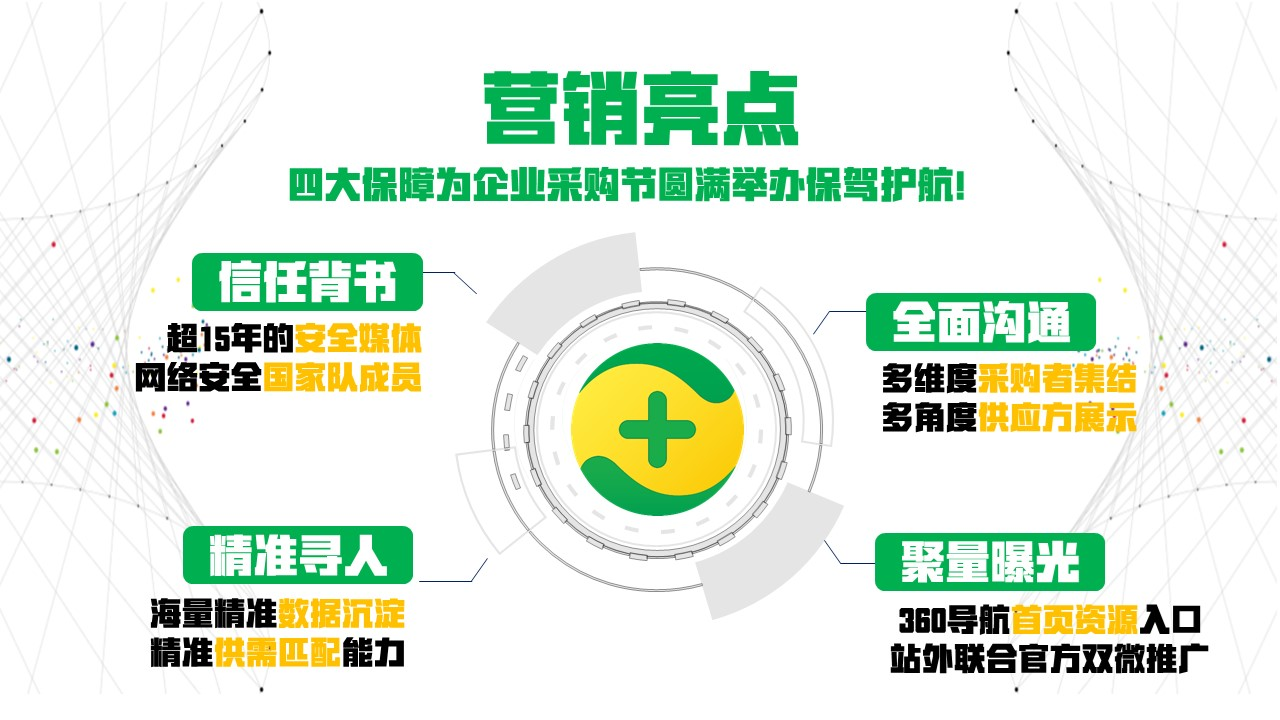 营销亮点
四大保障为企业采购节圆满举办保驾护航!
信任背书
超15年的安全媒体
网络安全国家队成员
全面沟通
多维度采购者集结
多角度供应方展示
精准寻人
海量精准数据沉淀
精准供需匹配能力
聚量曝光
360导航首页资源入口
站外联合官方双微推广